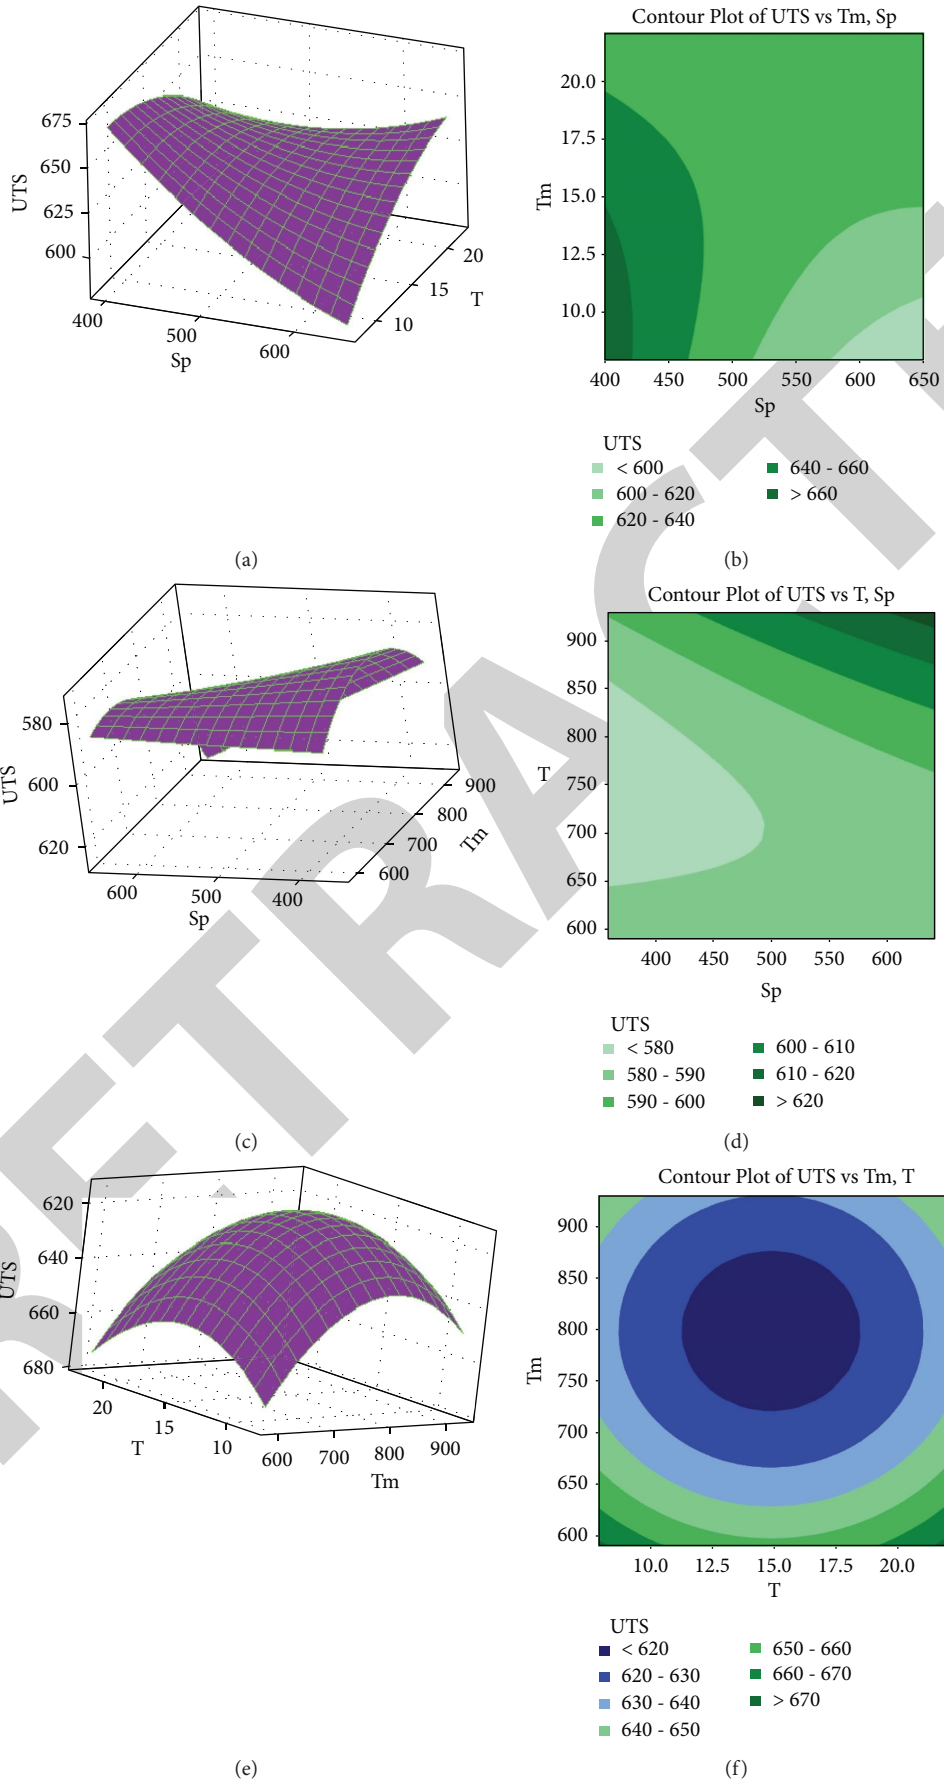 675
650
625
600
UTS
400
500
600
Sp
10
15
20
T
(a)
Contour Plot of UTS vs Tm, Sp
20.0
17.5
15.0
12.5
10.0
Tm
400 450 500 550 600 650
Sp
UTS
< 600
600 - 620
620 - 640
640 - 660
> 660
(b)
580
600
620
UTS
600
500
400
Sp
600
700
800
900
Tm
(c)
Contour Plot of UTS vs T, Sp
900
850
800
750
700
650
600
T
400 450 500 550 600
Sp
UTS
< 580
580 - 590
590 - 600
600 - 610
610 - 620
> 620
(d)
620
640
660
680
UTS
20
15
10
T
600 700 800 900
Tm
(e)
Contour Plot of UTS vs Tm, T
900
850
800
750
700
650
600
Tm
10.0 12.5 15.0 17.5 20.0
T
UTS
< 620
620 - 630
630 - 640
640 - 650
650 - 660
660 - 670
> 670
(f)
RETRACTE